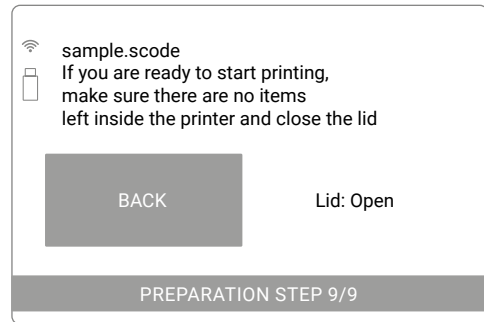 sample.scode
If you are ready to start printing,
make sure there are no items
left inside the printer and close the lid
BACK
Lid: Open
PREPARATION STEP 9/9